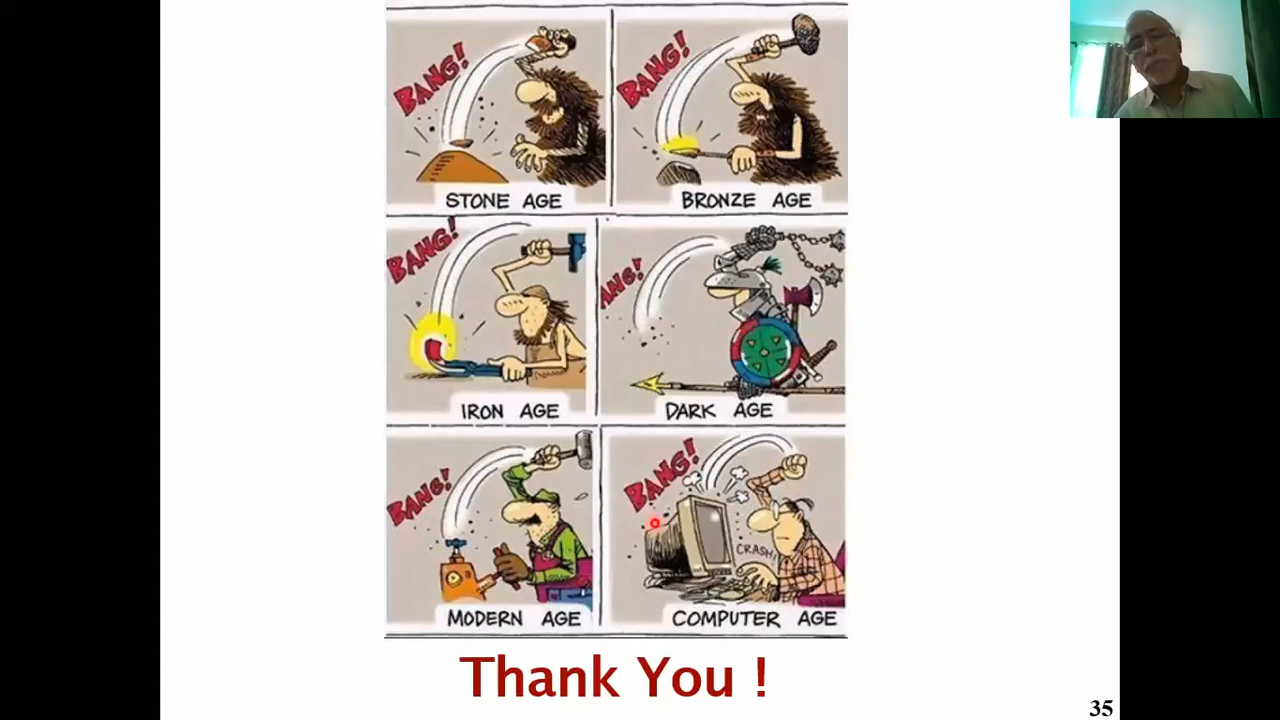 BANG!
BANG!
STONE AGE
BRONZE AGE
BANG!
ANG!
IRON AGE
DARK AGE
BANG!
BANG!
CRASH!
MODERN AGE
COMPUTER AGE
Thank You !
35